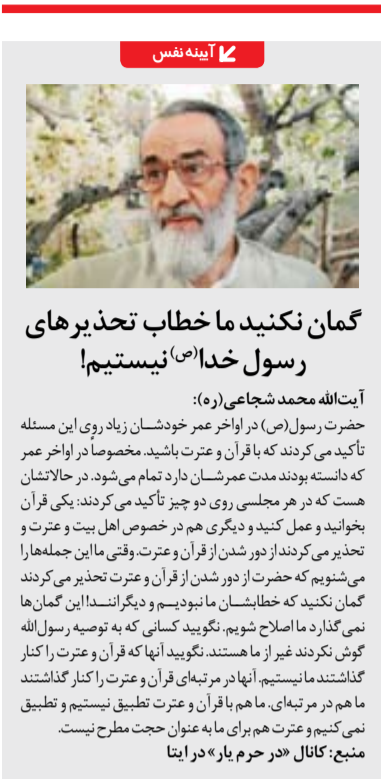 آیینه نفس
گمان نکنید ما خطاب تحذیرهای
رسول خدا(ص) نیستیم!
آیت‌الله محمد شجاعی(ره):
حضرت رسول(ص) در اواخر عمر خودشــان زیاد روی این مسئله
تأکید می‌کردند که با قرآن و عترت باشید. مخصوصاً در اواخر عمر
که دانسته بودند مدت عمرشــان دارد تمام می‌شود. در حالاتشان
هست که در هر مجلسی روی دو چیز تأکید می‌کردند: یکی قرآن
بخوانید و عمل کنید و دیگری هم در خصوص اهل بیت و عترت و
تحذیر می‌کردند از دور شدن از قرآن و عترت. وقتی ما این جمله‌ها را
می‌شنویم که حضرت از دور شدن از قرآن و عترت تحذیر می‌کردند
گمان نکنید که خطابشــان ما نبودیــم و دیگراننــد! این گمان‌ها
نمی‌گذارد ما اصلاح شویم. نگویید کسانی که به توصیه رسول‌الله
گوش نکردند غیر از ما هستند. نگویید آنها که قرآن و عترت را کنار
گذاشتند ما نیستیم. آنها در مرتبه‌ای قرآن و عترت را کنار گذاشتند
ما هم در مرتبه‌ای. ما هم با قرآن و عترت تطبیق نیستیم و تطبیق
نمی‌کنیم و عترت هم برای ما به عنوان حجت مطرح نیست.
منبع: کانال «در حرم یار» در ایتا